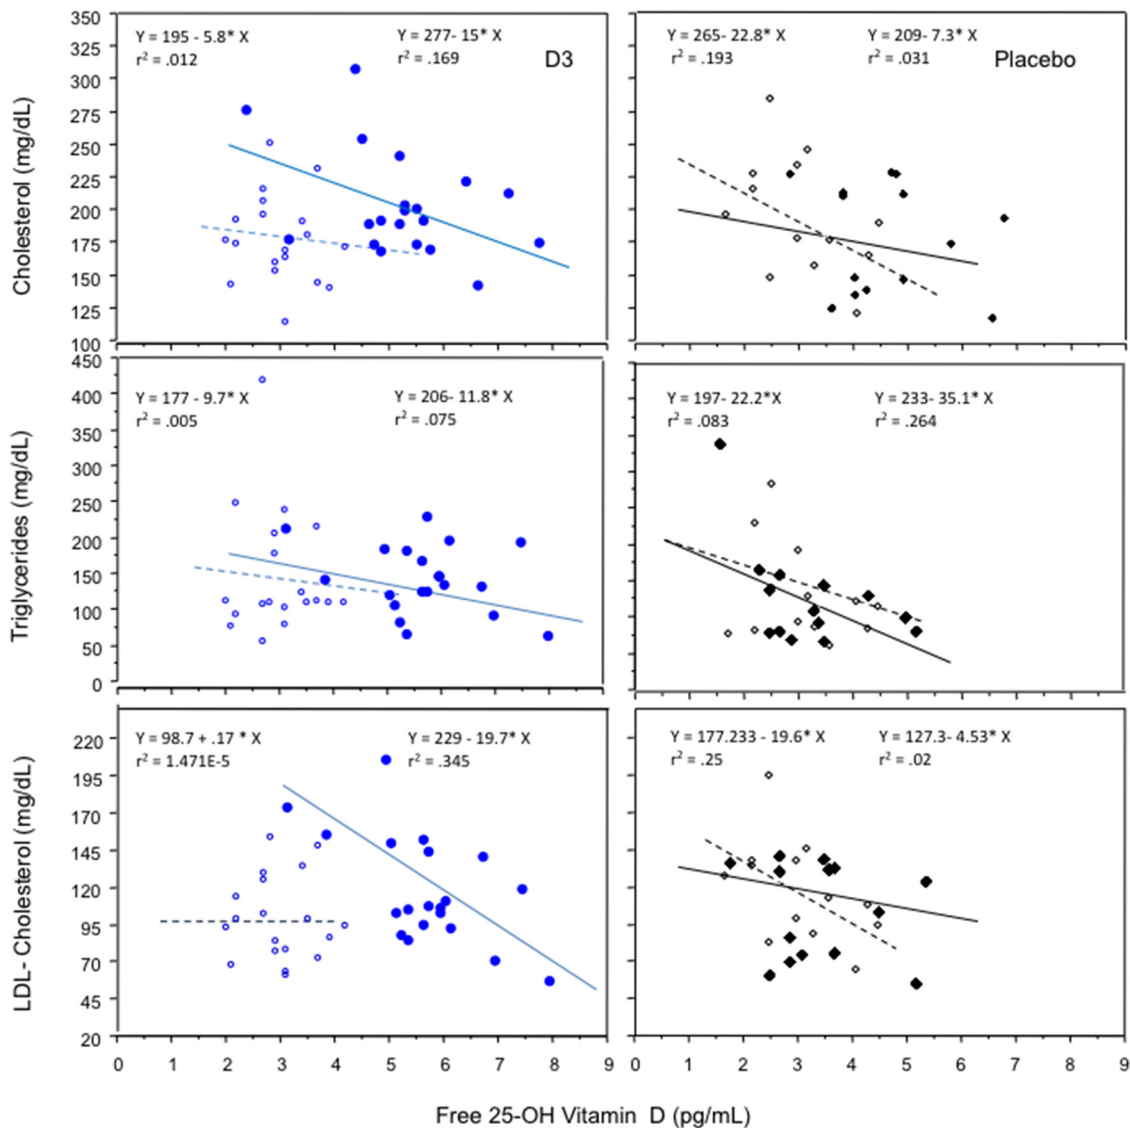 Y = 195 - 5.8* X
r² = .012
Y = 277- 15* X
r² = .169
D3
Y = 265- 22.8* X
r² = .193
Y = 209- 7.3* X
r² = .031
Placebo
Cholesterol (mg/dL)
350
325
300
275
250
225
200
175
150
125
100
Y = 177 - 9.7* X
r² = .005
Y = 206- 11.8* X
r² = .075
Y = 197- 22.2* X
r² = .083
Y = 233- 35.1* X
r² = .264
Triglycerides (mg/dL)
450
400
350
300
250
200
150
100
50
0
Y = 98.7 + .17 * X
r² = 1.471E-5
Y = 229 - 19.7* X
r² = .345
Y = 177.233 - 19.6* X
r² = .25
Y = 127.3- 4.53* X
r² = .02
LDL- Cholesterol (mg/dL)
220
195
170
145
120
95
70
45
20
0 1 2 3 4 5 6 7 8 9
0 1 2 3 4 5 6 7 8 9
Free 25-OH Vitamin D (pg/mL)